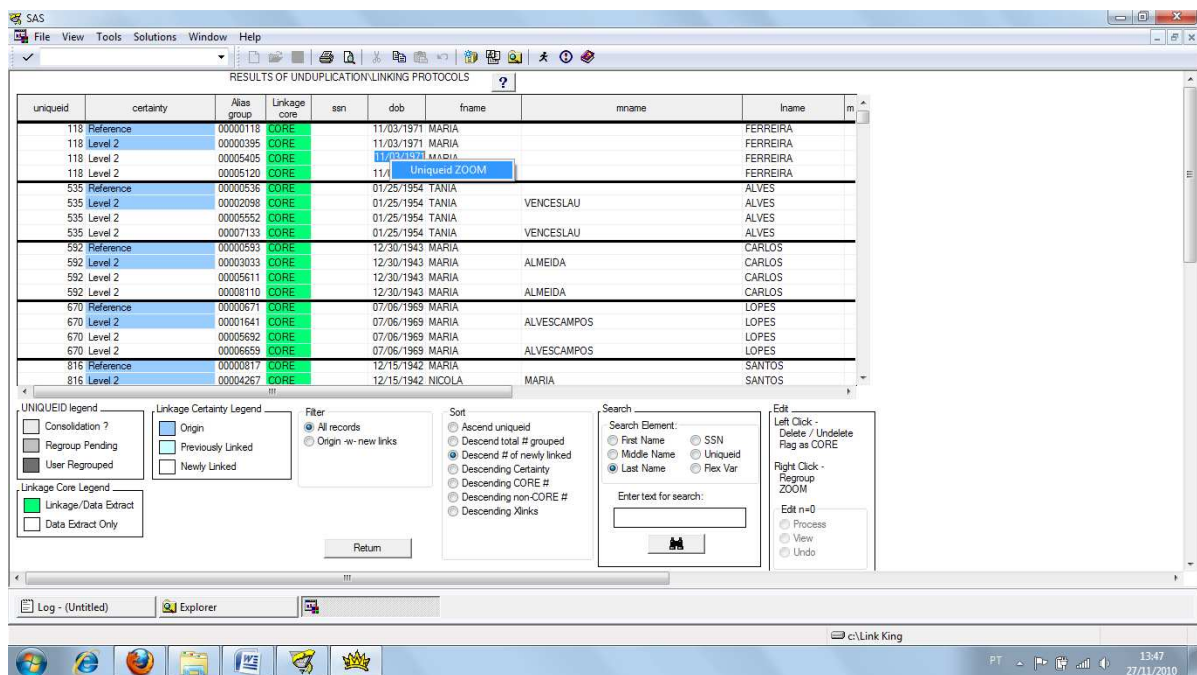 SAS
File View Tools Solutions Window Help
RESULTS OF UNDUPLICATION\LINKING PROTOCOLS ?
uniqueid certainty Alias group Linkage core ssn dob fname mname lname m
118 Reference 00000118 CORE 11/03/1971 MARIA FERREIRA
118 Level 2 00000395 CORE 11/03/1971 MARIA FERREIRA
118 Level 2 00005405 CORE 11/03/1971 MARIA FERREIRA
118 Level 2 00005120 CORE 11/0 Uniqueid ZOOM FERREIRA
535 Reference 00000536 CORE 01/25/1954 TANIA ALVES
535 Level 2 00002098 CORE 01/25/1954 TANIA VENCESLAU ALVES
535 Level 2 00005552 CORE 01/25/1954 TANIA ALVES
535 Level 2 00007133 CORE 01/25/1954 TANIA VENCESLAU ALVES
592 Reference 00000593 CORE 12/30/1943 MARIA CARLOS
592 Level 2 00003033 CORE 12/30/1943 MARIA ALMEIDA CARLOS
592 Level 2 00005611 CORE 12/30/1943 MARIA CARLOS
592 Level 2 00008110 CORE 12/30/1943 MARIA ALMEIDA CARLOS
670 Reference 00000671 CORE 07/06/1969 MARIA LOPES
670 Level 2 00001641 CORE 07/06/1969 MARIA ALVESCAMPOS LOPES
670 Level 2 00005692 CORE 07/06/1969 MARIA LOPES
670 Level 2 00006659 CORE 07/06/1969 MARIA ALVESCAMPOS LOPES
816 Reference 00000817 CORE 12/15/1942 MARIA SANTOS
816 Level 2 00004267 CORE 12/15/1942 NICOLA MARIA SANTOS
UNIQUEID legend
Consolidation ?
Regroup Pending
User Regrouped
Linkage Core Legend
Linkage/Data Extract
Data Extract Only
Linkage Certainty Legend
Origin
Previously Linked
Newly Linked
Filter
All records
Origin -w- new links
Return
Sort
Ascend uniqueid
Descend total # grouped
Descend # of newly linked
Descending Certainty
Descending CORE #
Descending non-CORE #
Descending Xlinks
Search
Search Element:
First Name SSN
Middle Name Uniqueid
Last Name Flex Var
Enter text for search:
Edit
Left Click -
Delete / Undelete
Flag as CORE
Right Click -
Regroup
ZOOM
Edit n=0
Process
View
Undo
Log - (Untitled) Explorer
c:\Link King
PT 13:47
27/11/2010